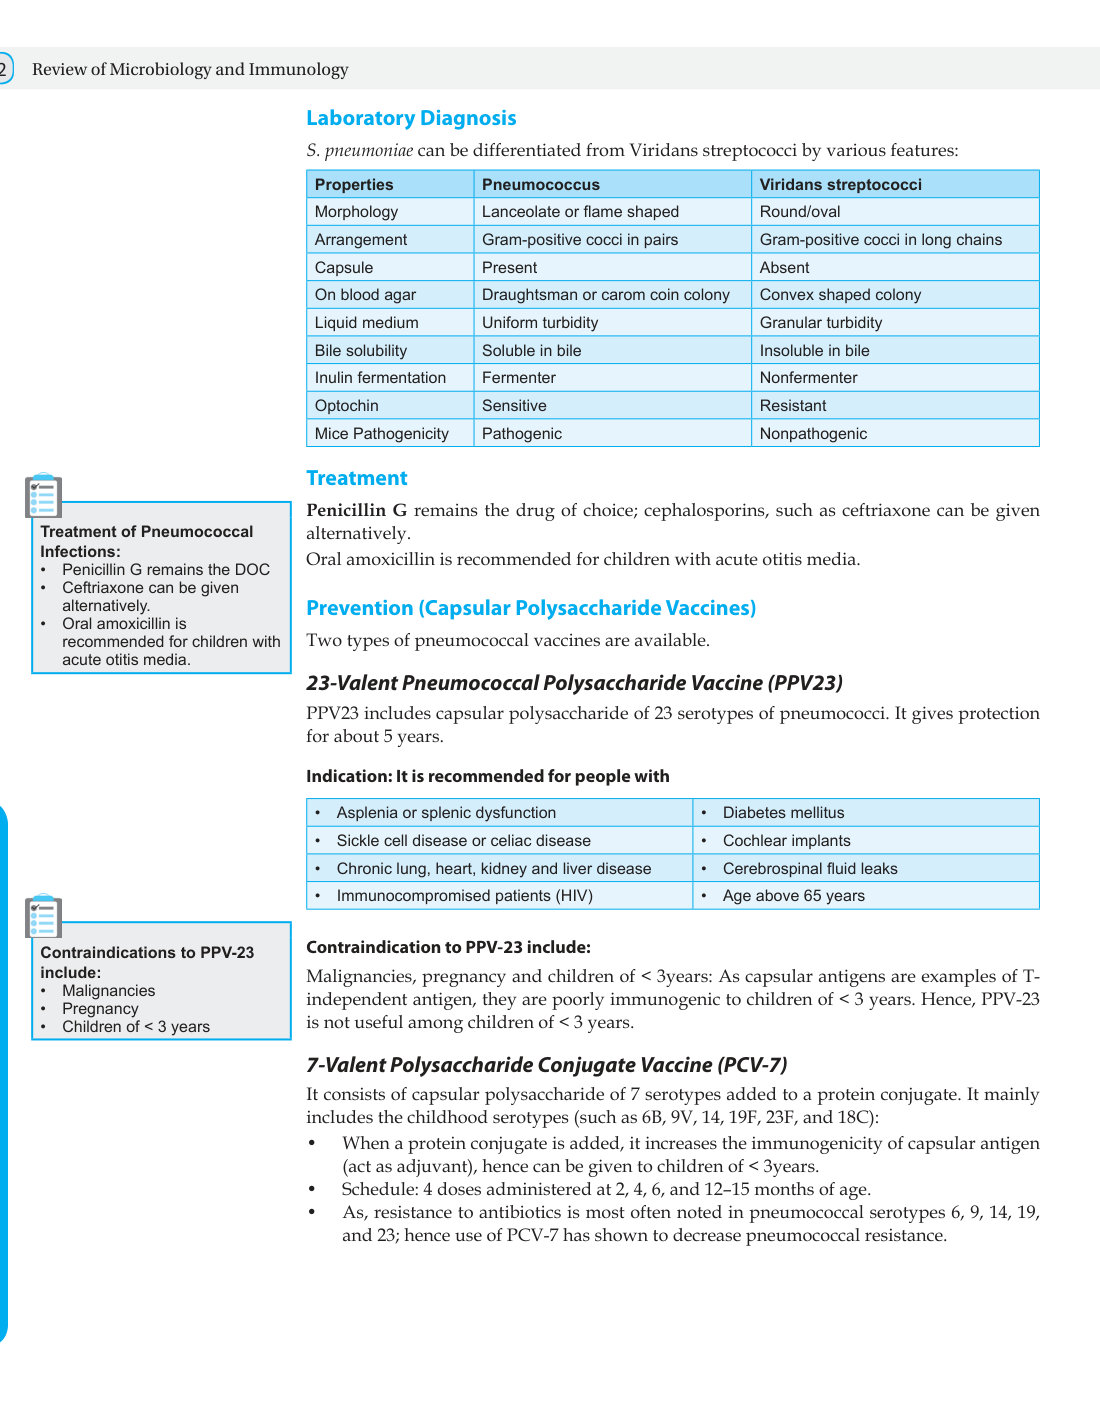 2 Review of Microbiology and Immunology
Laboratory Diagnosis
S. pneumoniae can be differentiated from Viridans streptococci by various features:
Properties Pneumococcus Viridans streptococci
Morphology Lanceolate or flame shaped Round/oval
Arrangement Gram-positive cocci in pairs Gram-positive cocci in long chains
Capsule Present Absent
On blood agar Draughtsman or carom coin colony Convex shaped colony
Liquid medium Uniform turbidity Granular turbidity
Bile solubility Soluble in bile Insoluble in bile
Inulin fermentation Fermenter Nonfermenter
Optochin Sensitive Resistant
Mice Pathogenicity Pathogenic Nonpathogenic
Treatment
Penicillin G remains the drug of choice; cephalosporins, such as ceftriaxone can be given
alternatively.
Oral amoxicillin is recommended for children with acute otitis media.
Treatment of Pneumococcal
Infections:
• Penicillin G remains the DOC
• Ceftriaxone can be given
alternatively.
• Oral amoxicillin is
recommended for children with
acute otitis media.
Prevention (Capsular Polysaccharide Vaccines)
Two types of pneumococcal vaccines are available.
23-Valent Pneumococcal Polysaccharide Vaccine (PPV23)
PPV23 includes capsular polysaccharide of 23 serotypes of pneumococci. It gives protection
for about 5 years.
Indication: It is recommended for people with
• Asplenia or splenic dysfunction • Diabetes mellitus
• Sickle cell disease or celiac disease • Cochlear implants
• Chronic lung, heart, kidney and liver disease • Cerebrospinal fluid leaks
• Immunocompromised patients (HIV) • Age above 65 years
Contraindication to PPV-23 include:
Malignancies, pregnancy and children of < 3years: As capsular antigens are examples of T-
independent antigen, they are poorly immunogenic to children of < 3 years. Hence, PPV-23
is not useful among children of < 3 years.
Contraindications to PPV-23
include:
• Malignancies
• Pregnancy
• Children of < 3 years
7-Valent Polysaccharide Conjugate Vaccine (PCV-7)
It consists of capsular polysaccharide of 7 serotypes added to a protein conjugate. It mainly
includes the childhood serotypes (such as 6B, 9V, 14, 19F, 23F, and 18C):
• When a protein conjugate is added, it increases the immunogenicity of capsular antigen
(act as adjuvant), hence can be given to children of < 3years.
• Schedule: 4 doses administered at 2, 4, 6, and 12–15 months of age.
• As, resistance to antibiotics is most often noted in pneumococcal serotypes 6, 9, 14, 19,
and 23; hence use of PCV-7 has shown to decrease pneumococcal resistance.